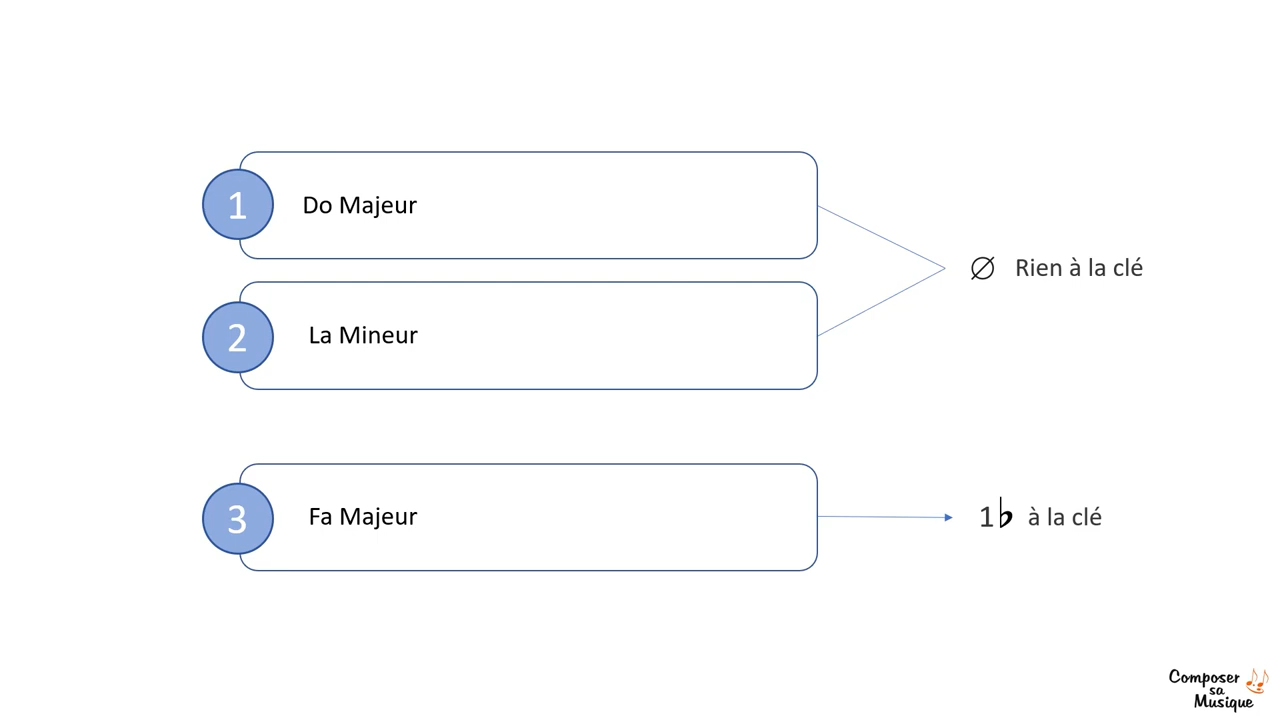 1 Do Majeur
2 La Mineur
∅ Rien à la clé
3 Fa Majeur
1♭ à la clé
Composer
sa
Musique